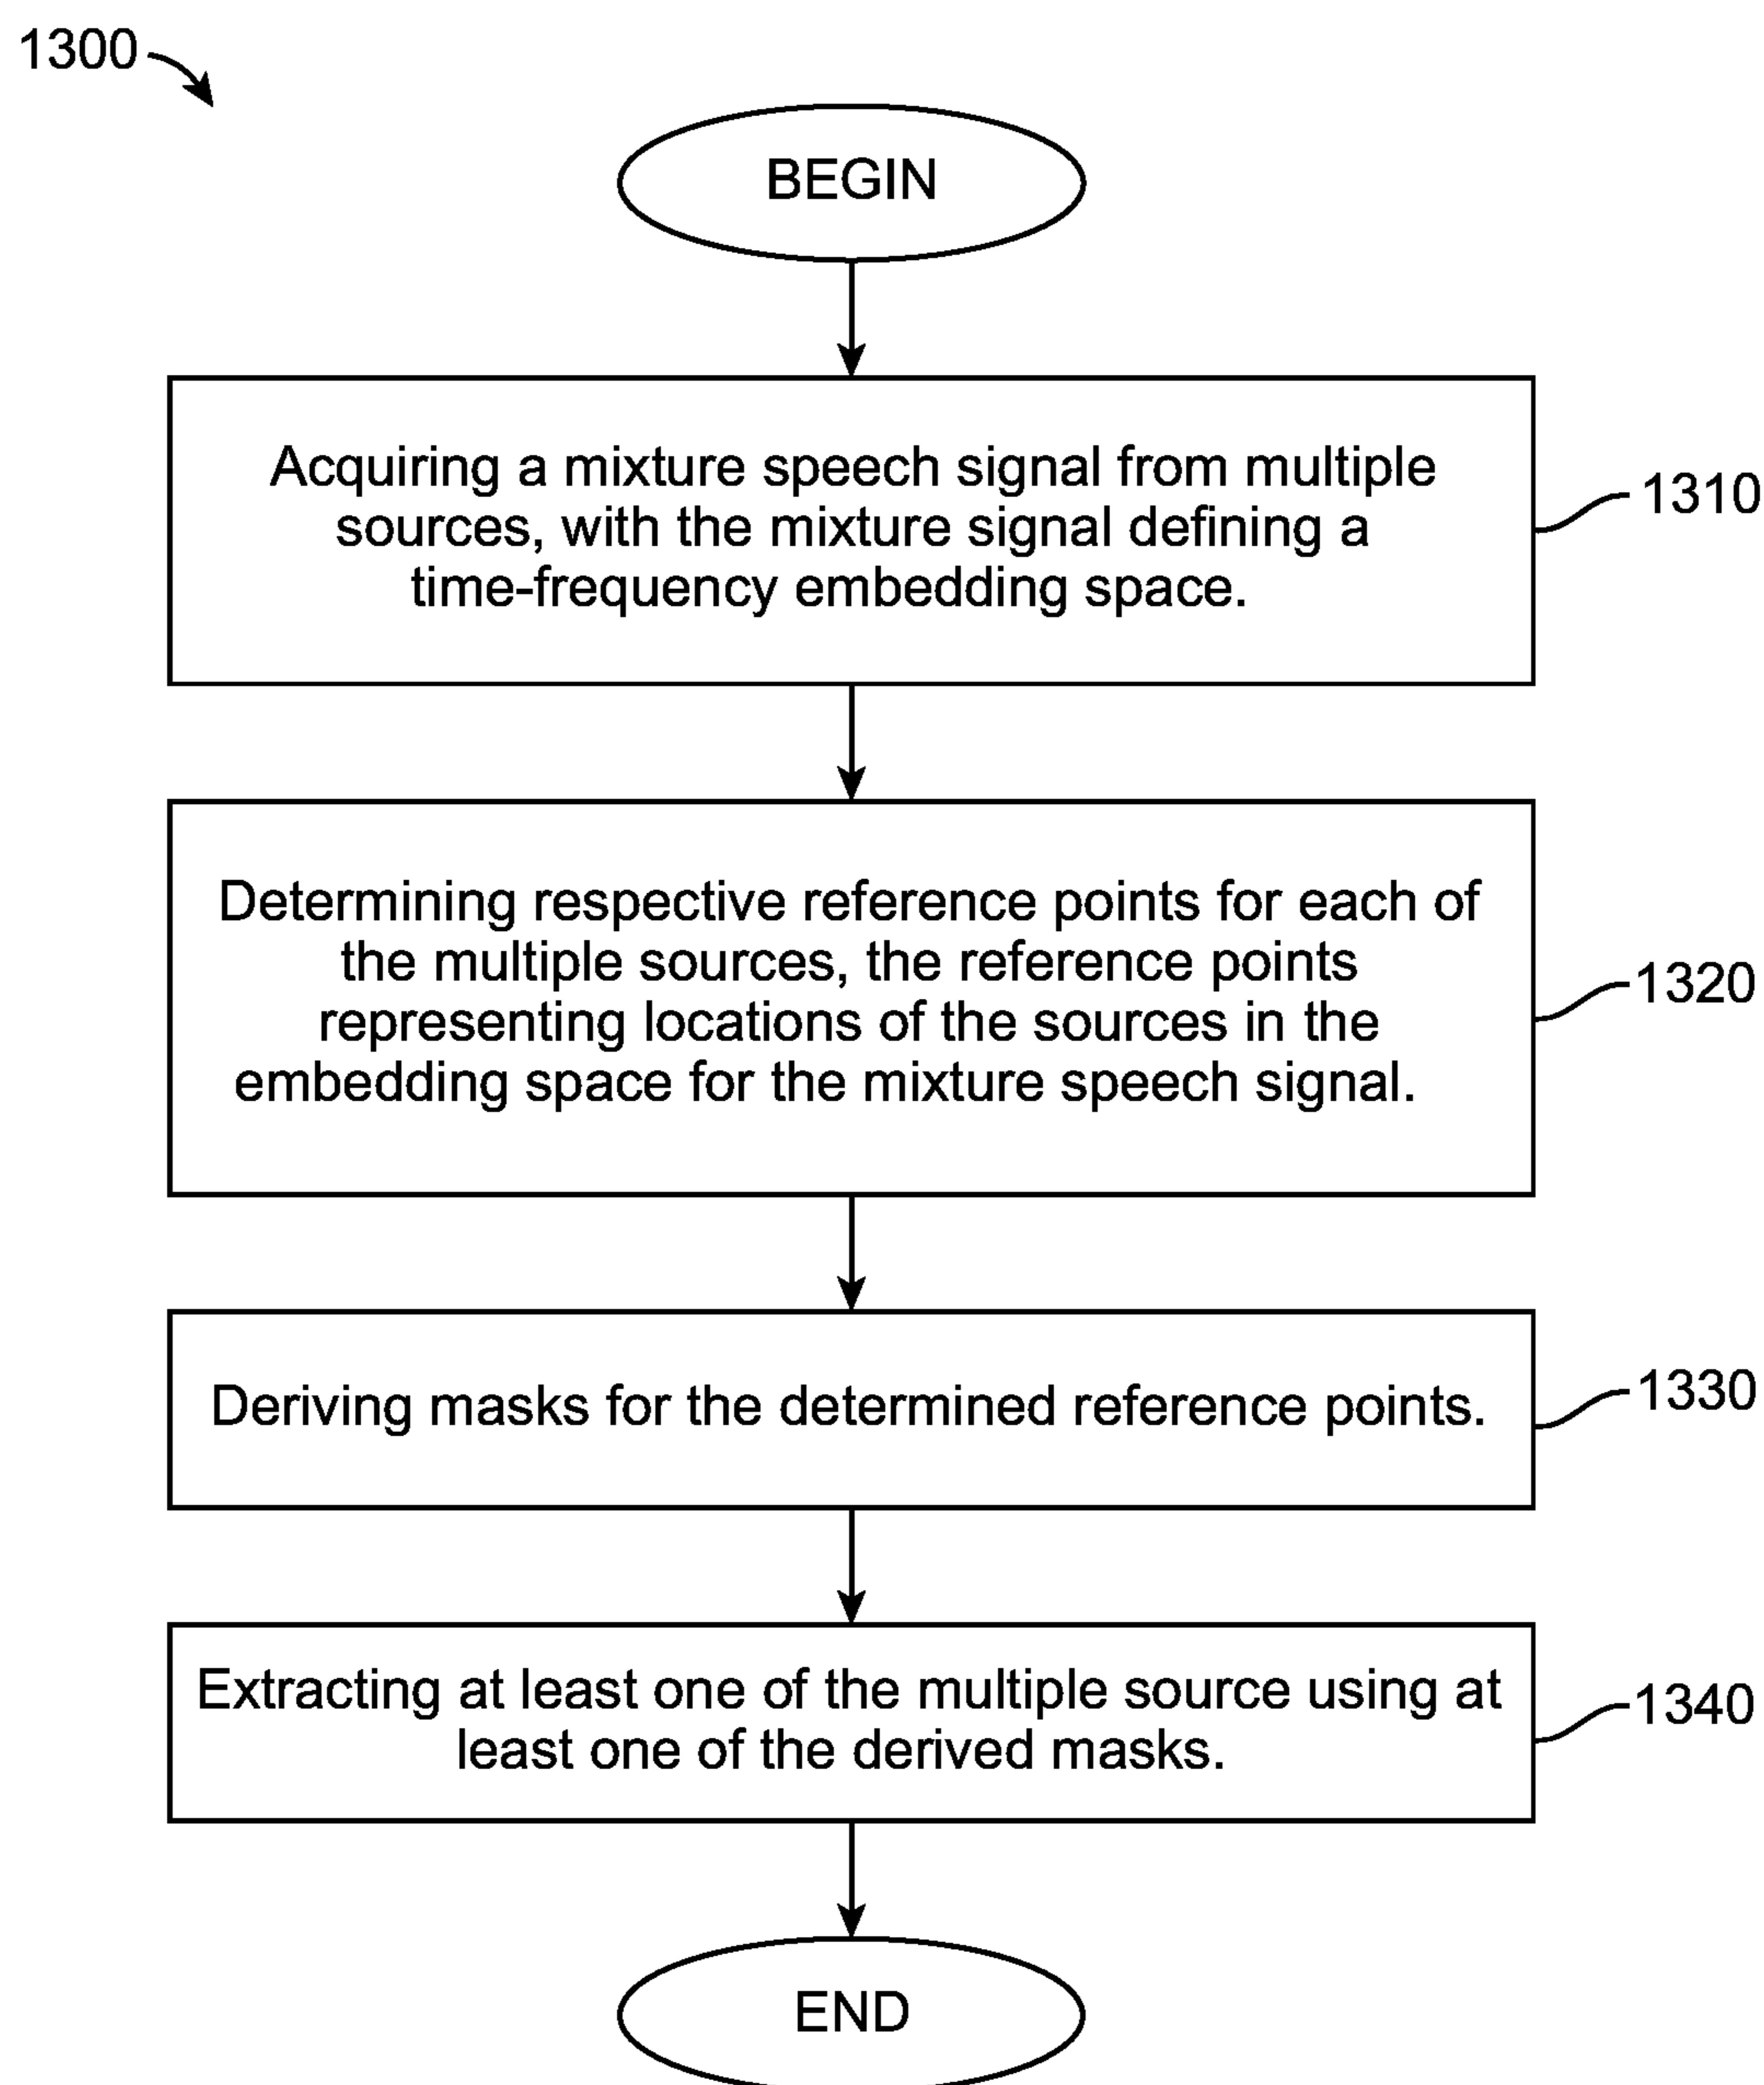 1300
BEGIN
Acquiring a mixture speech signal from multiple
sources, with the mixture signal defining a
time-frequency embedding space.
1310
Determining respective reference points for each of
the multiple sources, the reference points
representing locations of the sources in the
embedding space for the mixture speech signal.
1320
Deriving masks for the determined reference points.
1330
Extracting at least one of the multiple source using at
least one of the derived masks.
1340
END